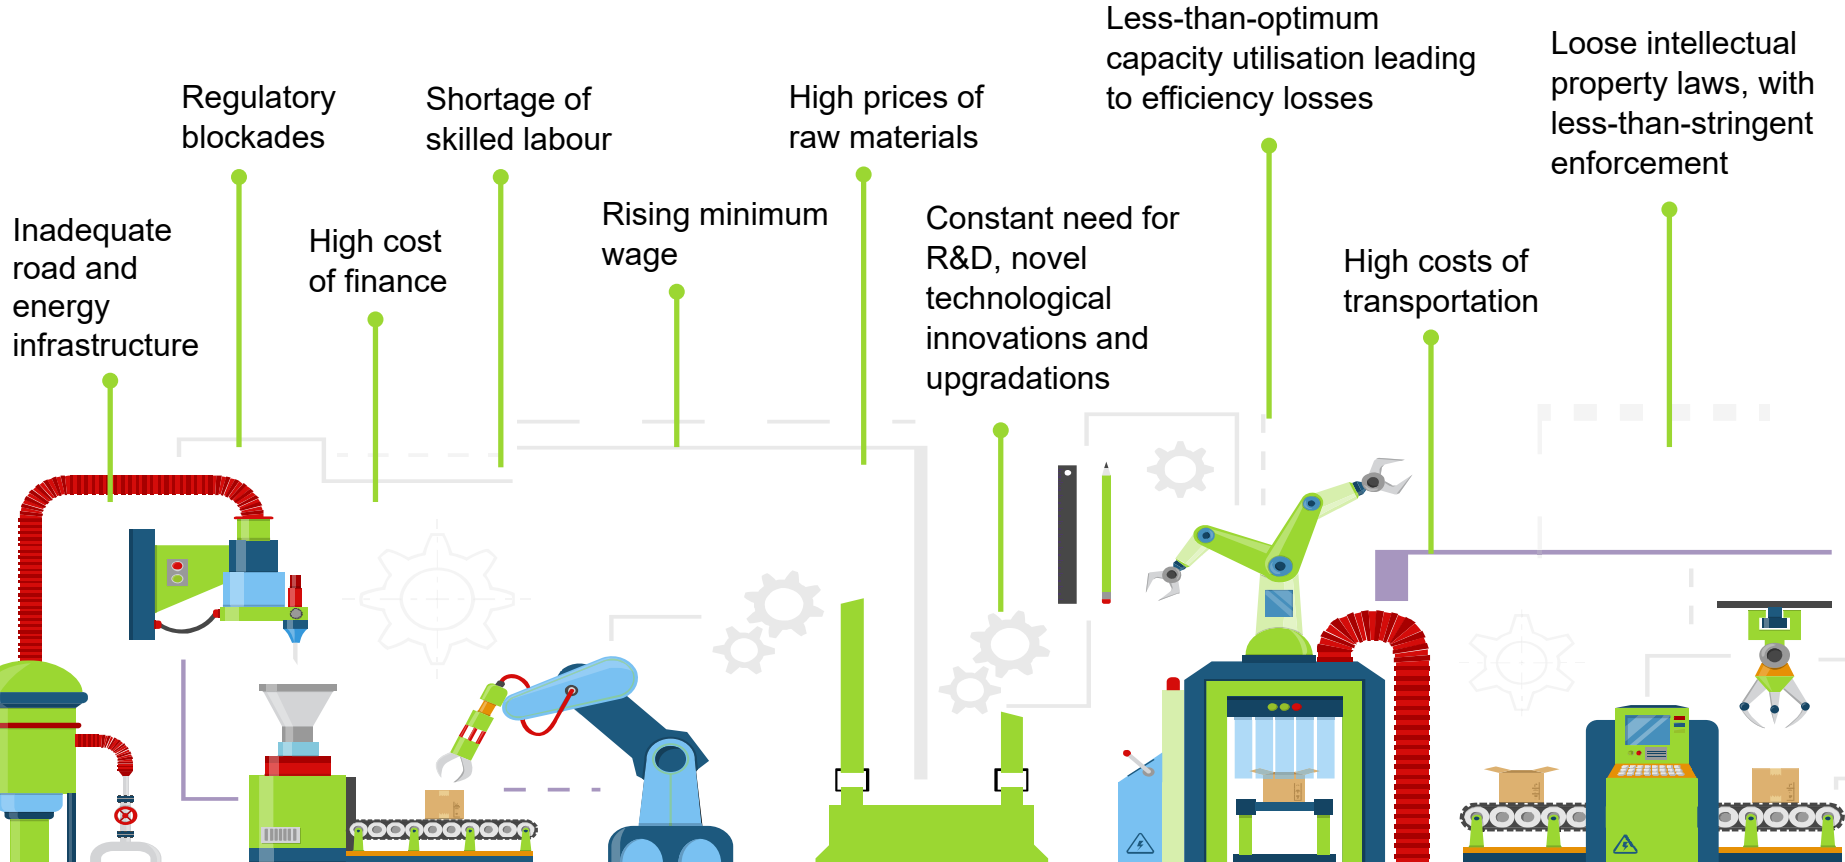 Inadequate
road and
energy
infrastructure
Regulatory
blockades
High cost
of finance
Shortage of
skilled labour
Rising minimum
wage
High prices of
raw materials
Constant need for
R&D, novel
technological
innovations and
upgradations
Less-than-optimum
capacity utilisation leading
to efficiency losses
High costs of
transportation
Loose intellectual
property laws, with
less-than-stringent
enforcement